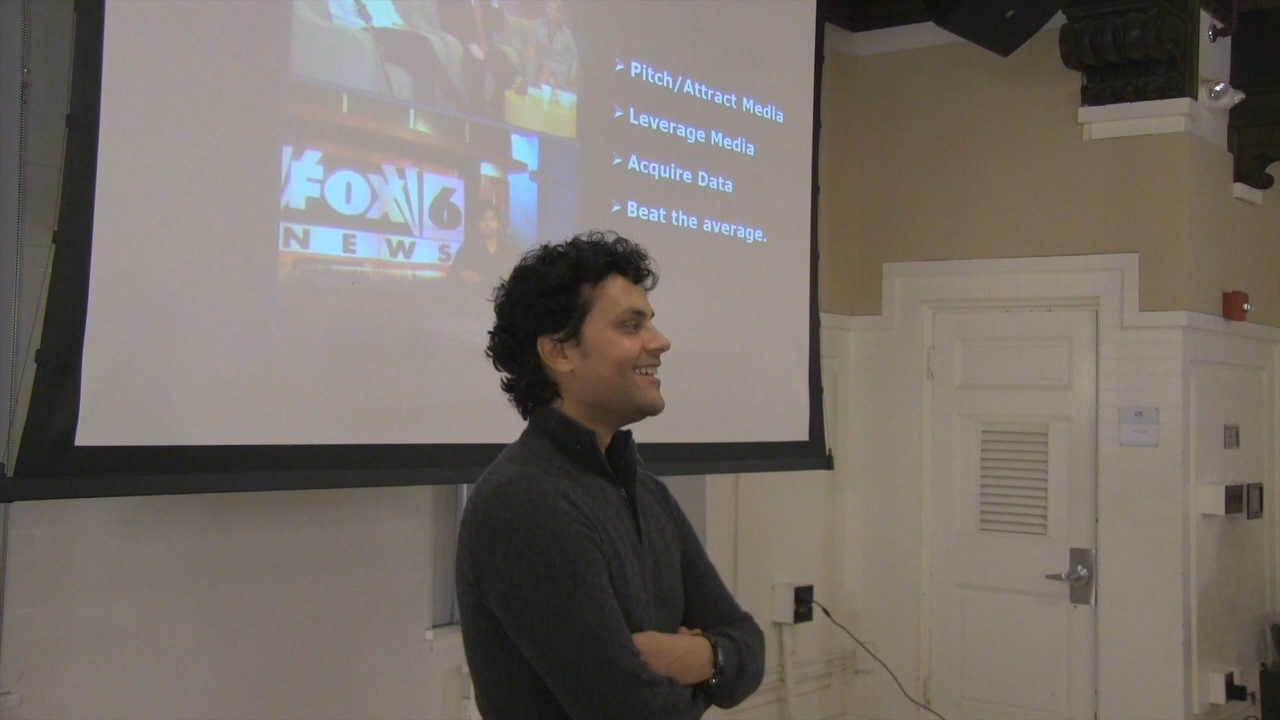 ➢ Pitch/Attract Media
➢ Leverage Media
➢ Acquire Data
➢ Beat the average.
FOX 6
NEWS